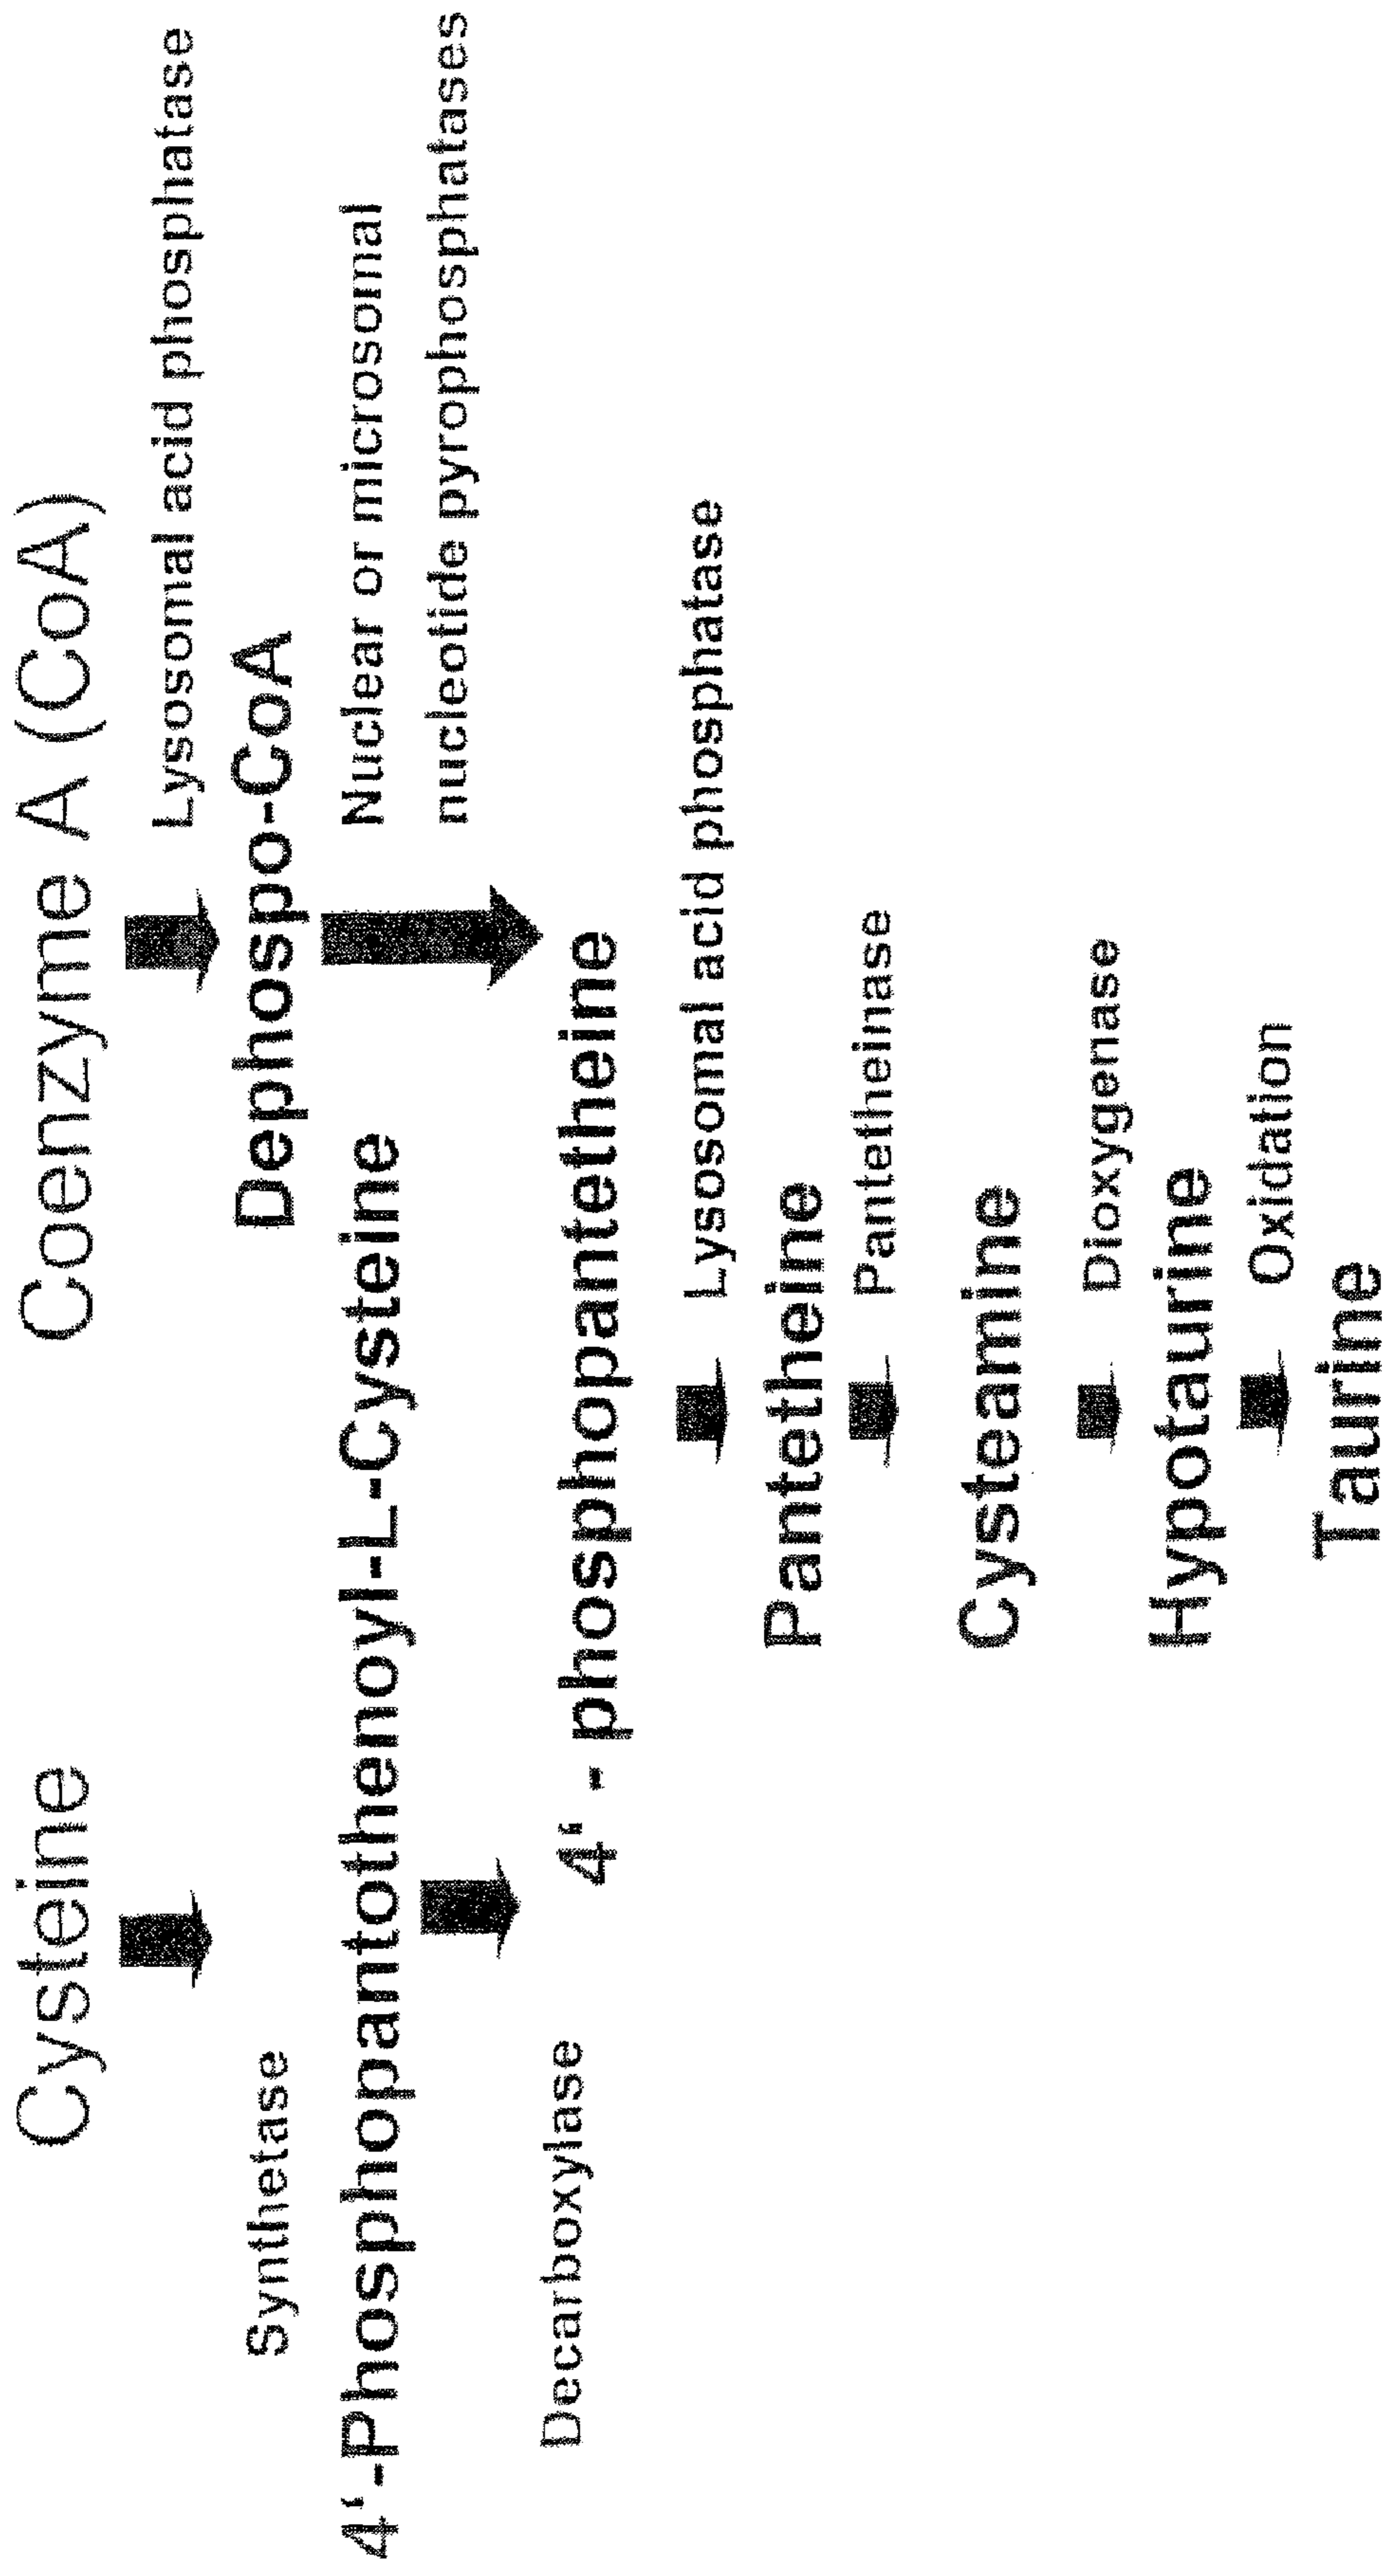 Cysteine
Coenzyme A (CoA)
Lysosomal acid phosphatase
Synthetase
Dephospo-CoA
4'-Phosphopantothenoyl-L-Cysteine
Nuclear or microsomal
nucleotide pyrophosphatases
Decarboxylase
4' - phosphopantetheine
Lysosomal acid phosphatase
Pantetheine
Pantetheinase
Cysteamine
Dioxygenase
Hypotaurine
Oxidation
Taurine